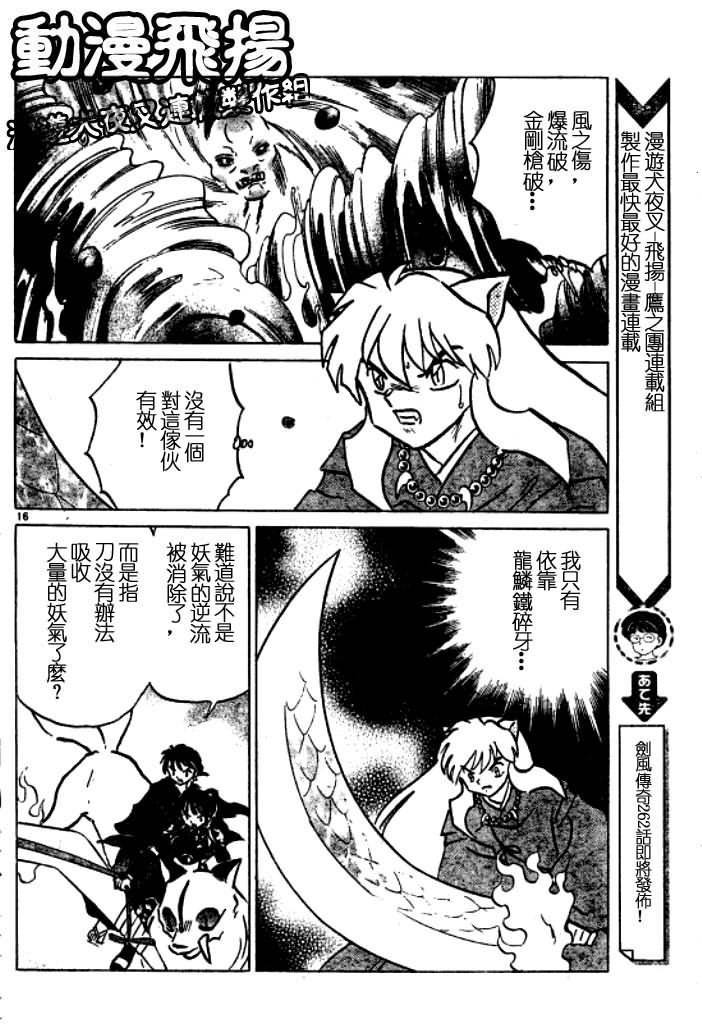 動漫飛揚
犬夜叉連
製作組
風之傷，
爆流破，
金剛槍破…
沒有一個
對這傢伙
有效！
16
我只有
依靠
龍鱗鐵碎牙…
難道說不是
妖氣的逆流
被消除了，
而是指
刀沒有辦法
吸收
大量的妖氣了麼？
漫遊犬夜叉—飛揚—鷹之團連載組
製作最快最好的漫畫連載
あて先
劍風傳奇262話即將發佈！